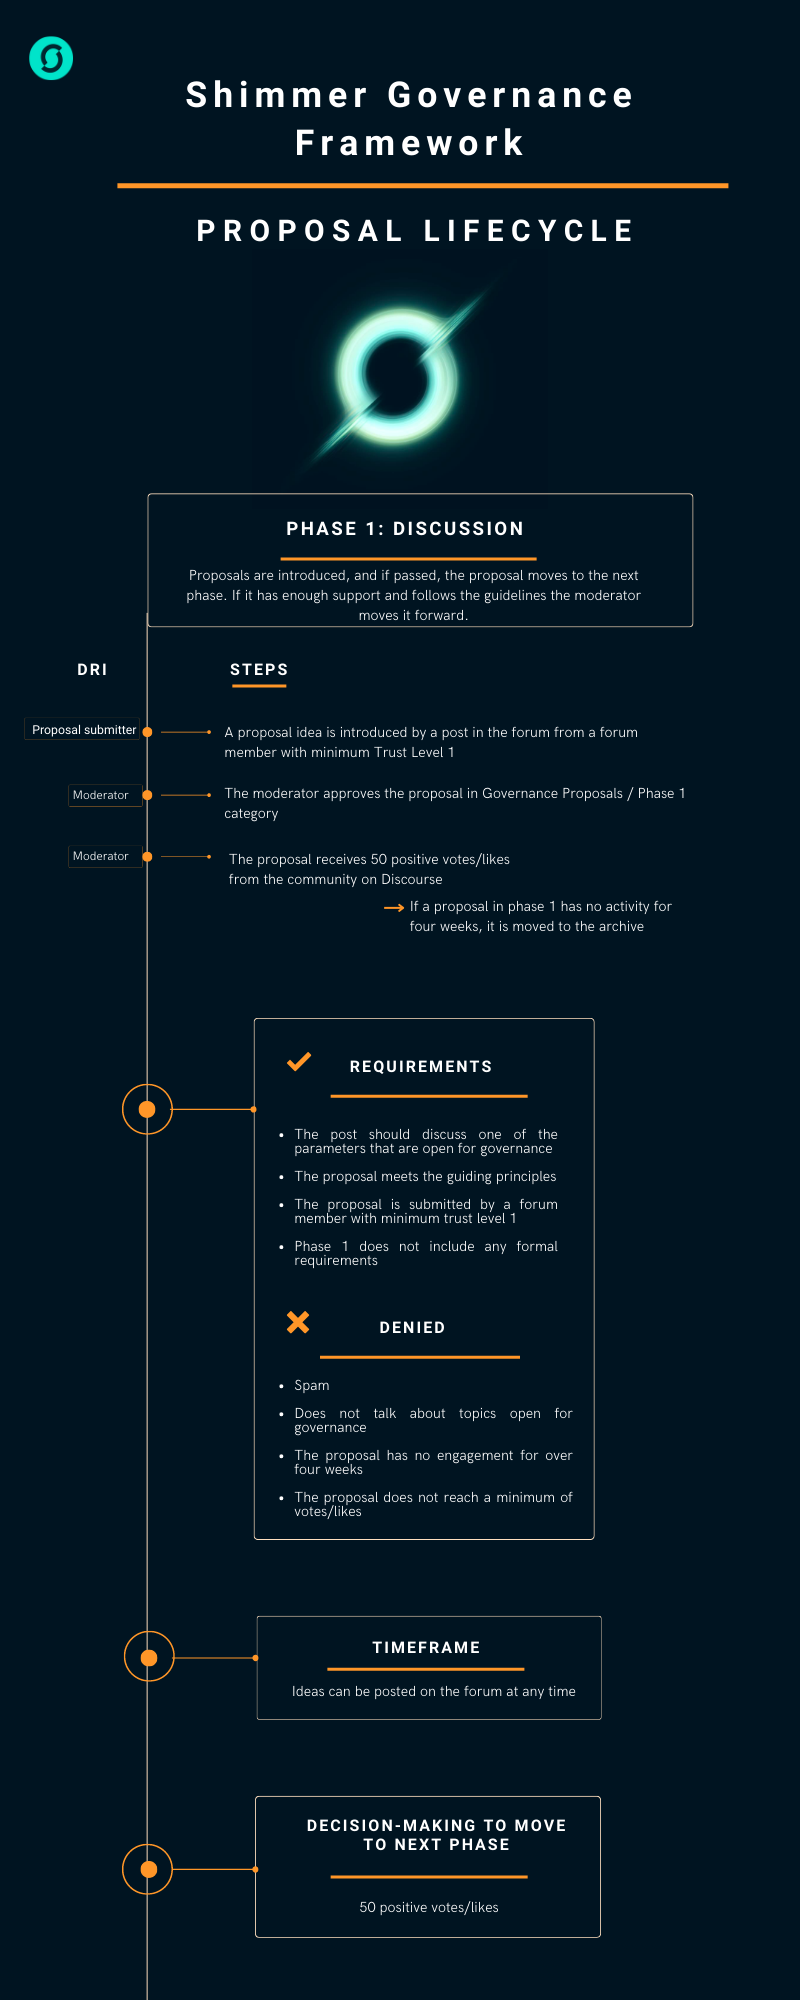 Shimmer Governance
Framework
PROPOSAL LIFECYCLE
PHASE 1: DISCUSSION
Proposals are introduced, and if passed, the proposal moves to the next
phase. If it has enough support and follows the guidelines the moderator
moves it forward.
DRI
STEPS
Proposal submitter
A proposal idea is introduced by a post in the forum from a forum
member with minimum Trust Level 1
Moderator
The moderator approves the proposal in Governance Proposals / Phase 1
category
Moderator
The proposal receives 50 positive votes/likes
from the community on Discourse
If a proposal in phase 1 has no activity for
four weeks, it is moved to the archive
REQUIREMENTS
• The post should discuss one of the
parameters that are open for governance
• The proposal meets the guiding principles
• The proposal is submitted by a forum
member with minimum trust level 1
• Phase 1 does not include any formal
requirements
DENIED
• Spam
• Does not talk about topics open for
governance
• The proposal has no engagement for over
four weeks
• The proposal does not reach a minimum of
votes/likes
TIMEFRAME
Ideas can be posted on the forum at any time
DECISION-MAKING TO MOVE
TO NEXT PHASE
50 positive votes/likes